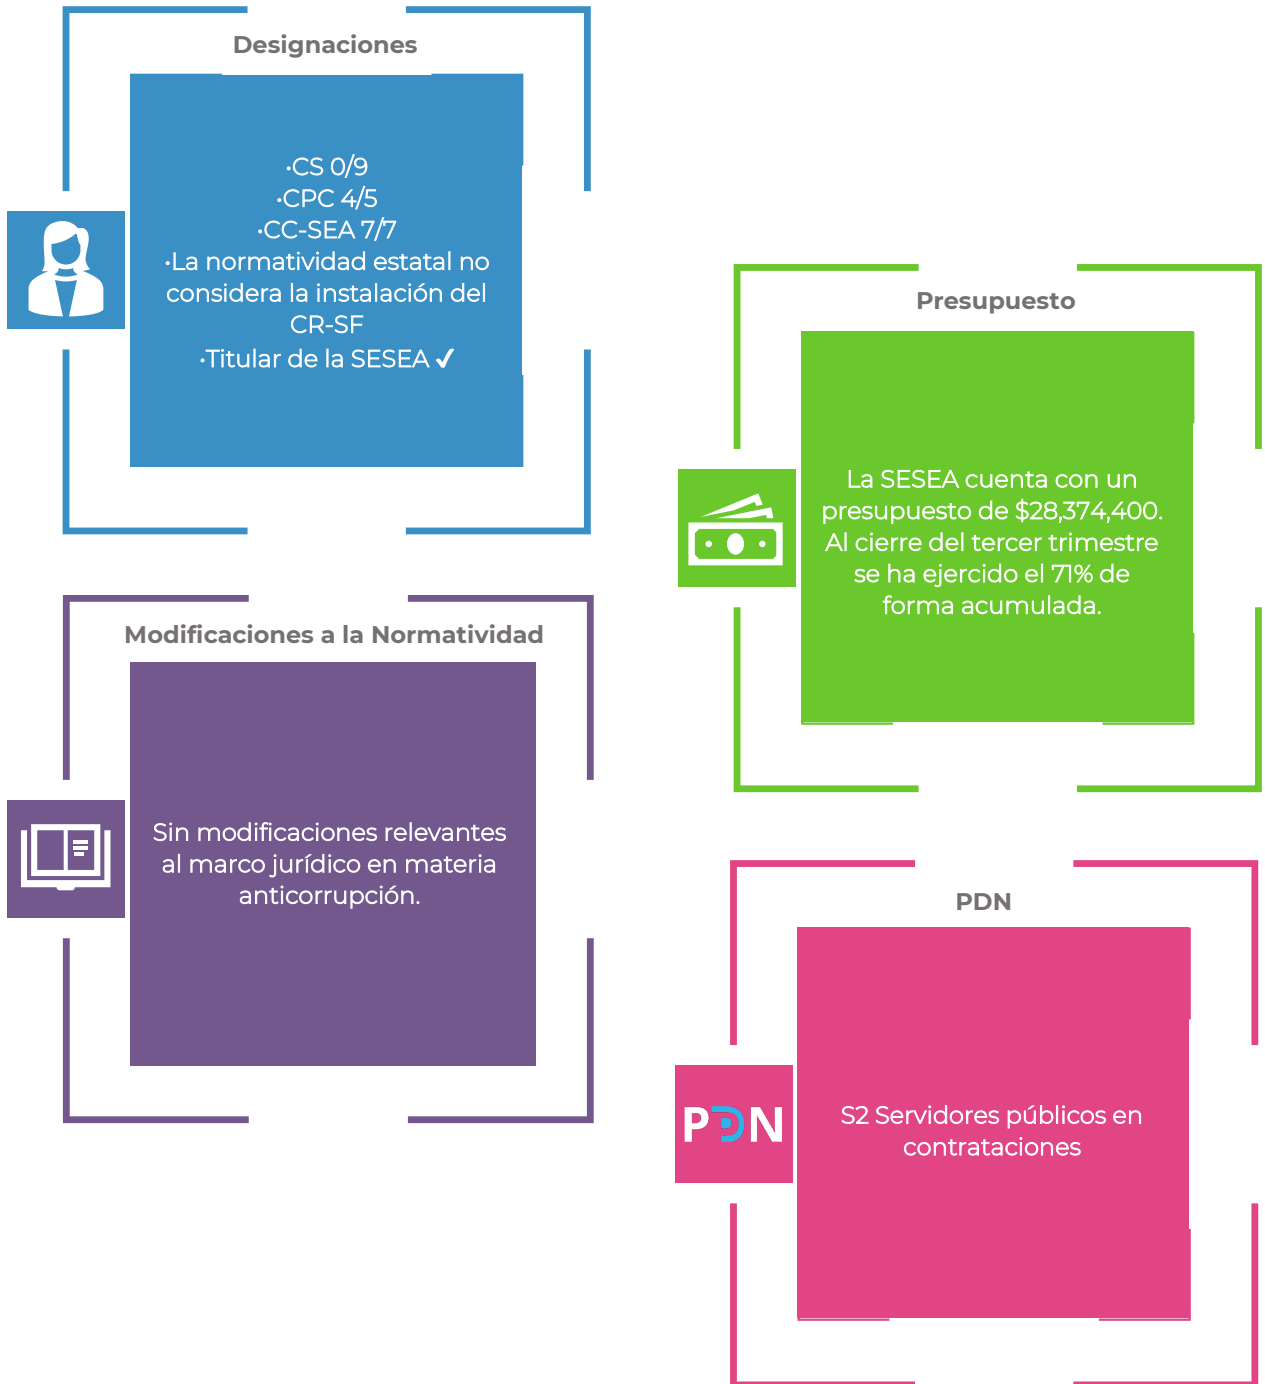 Designaciones
•CS 0/9
•CPC 4/5
•CC-SEA 7/7
•La normatividad estatal no
considera la instalación del
CR-SF
•Titular de la SESEA ✓
Presupuesto
La SESEA cuenta con un
presupuesto de $28,374,400.
Al cierre del tercer trimestre
se ha ejercido el 71% de
forma acumulada.
Modificaciones a la Normatividad
Sin modificaciones relevantes
al marco jurídico en materia
anticorrupción.
PDN
PDN
S2 Servidores públicos en
contrataciones